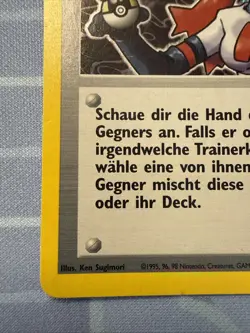 Schaue dir die Hand
Gegners an. Falls er o
irgendwelche Trainerk
wähle eine von ihnen
Gegner mischt diese
oder ihr Deck.
Illus. Ken Sugimori
©1995, 96, 98 Nintendo, Creatures, GAM